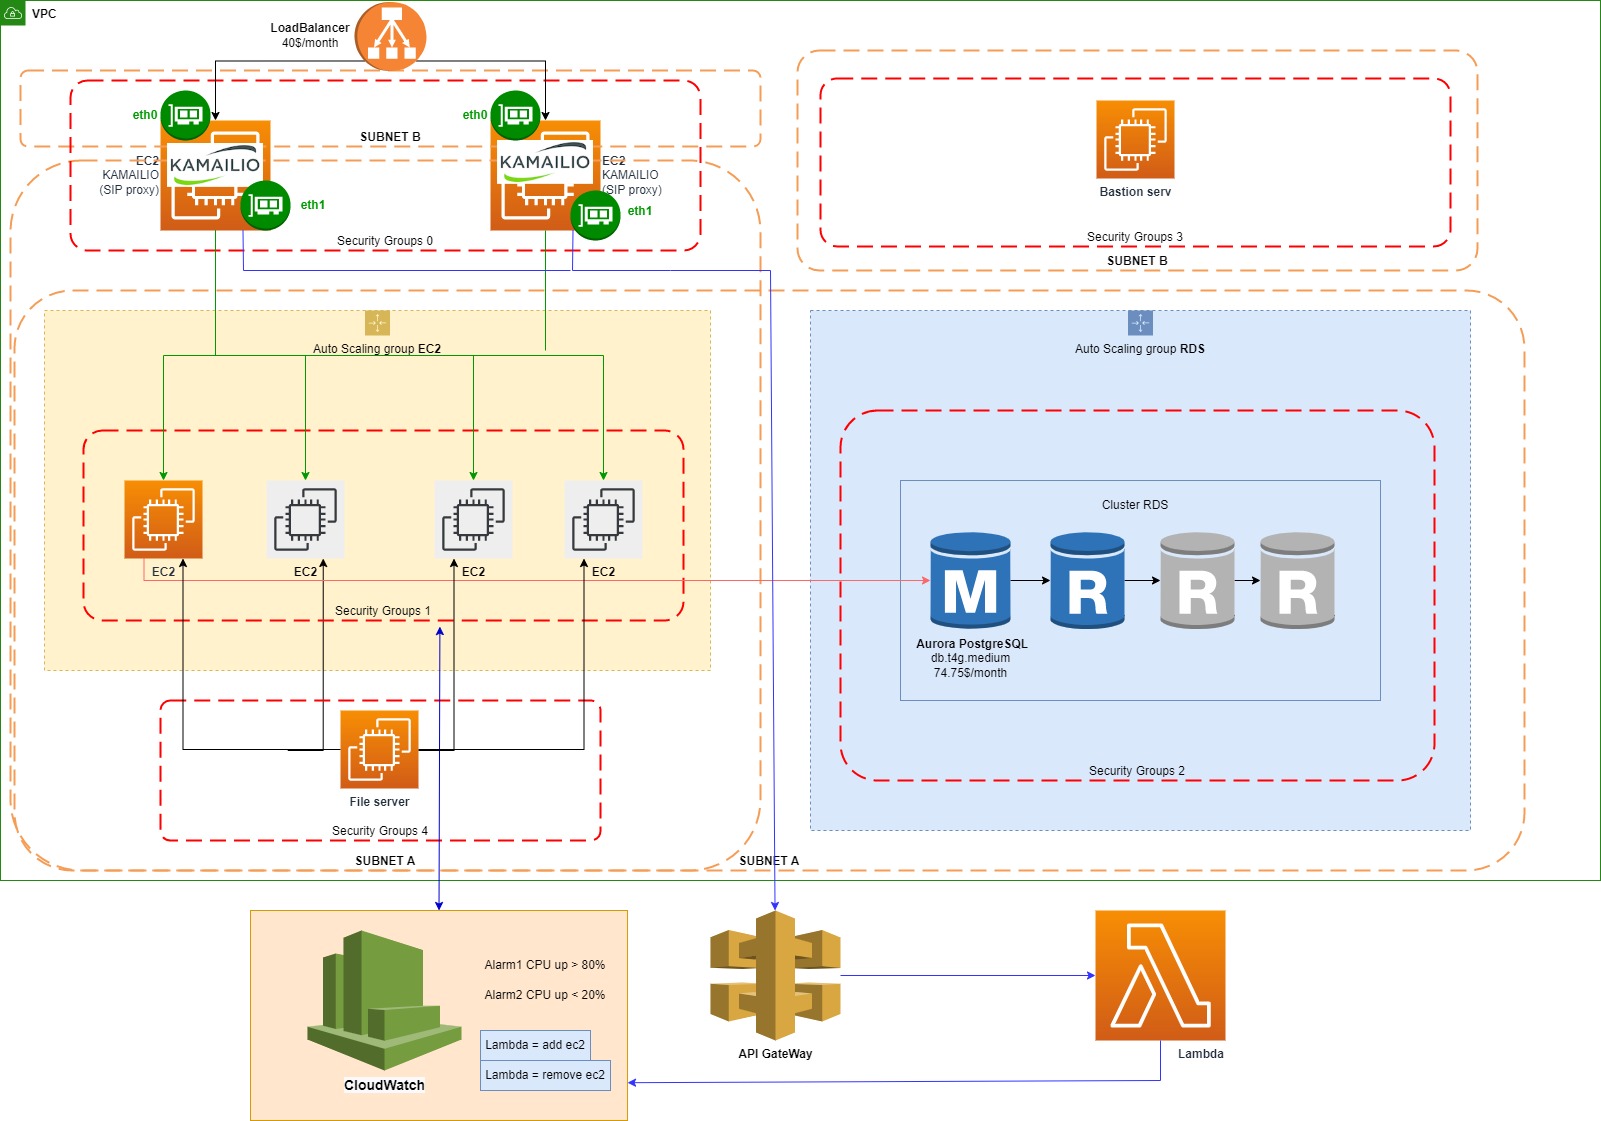 VPC
LoadBalancer
40$/month
eth0
eth0
SUBNET B
EC2
KAMAILIO
(SIP proxy)
KAMAILIO
KAMAILIO
EC2
KAMAILIO
(SIP proxy)
eth1
eth1
Security Groups 0
Bastion serv
Security Groups 3
SUBNET B
Auto Scaling group EC2
Auto Scaling group RDS
Cluster RDS
EC2
EC2
EC2
EC2
M
R
R
R
Security Groups 1
Aurora PostgreSQL
db.t4g.medium
74.75$/month
Security Groups 2
File server
Security Groups 4
SUBNET A
SUBNET A
Alarm1 CPU up > 80%
Alarm2 CPU up < 20%
Lambda = add ec2
Lambda = remove ec2
CloudWatch
API GateWay
Lambda